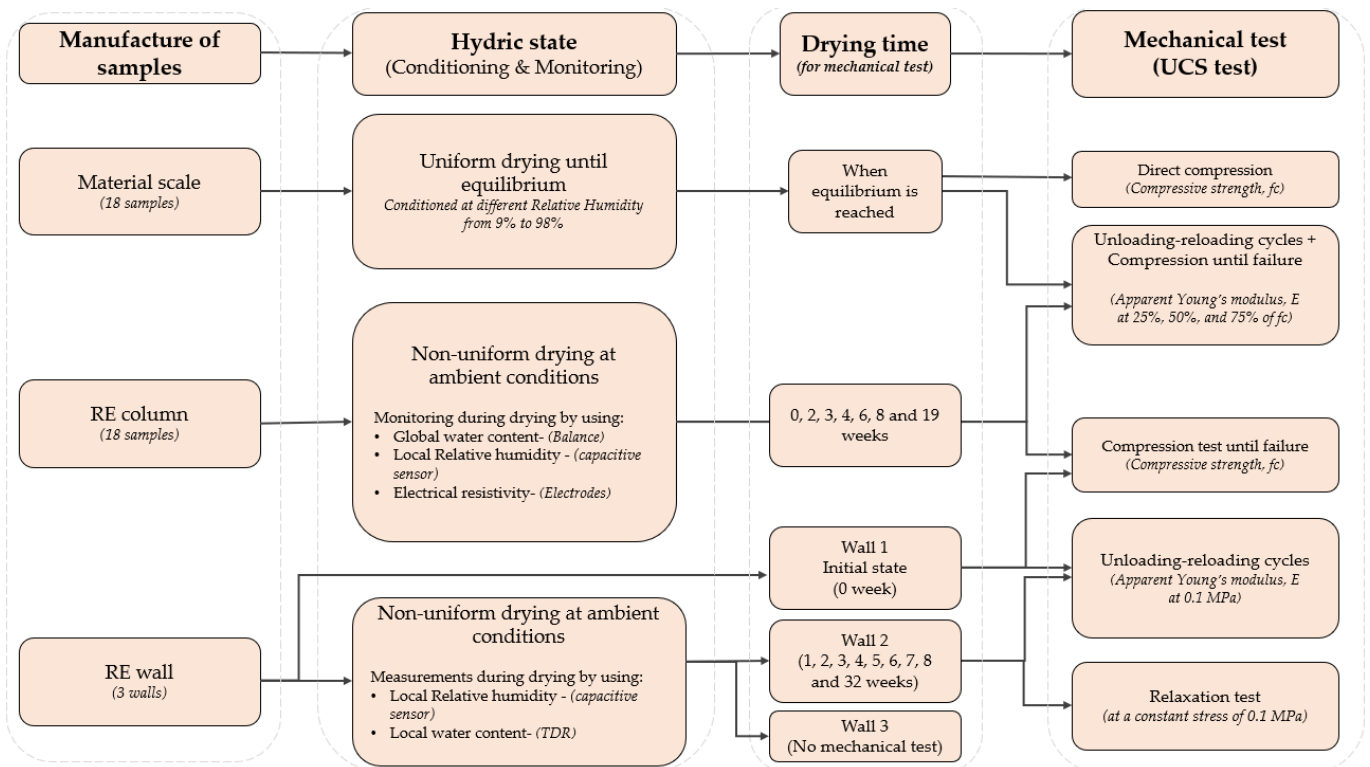 Manufacture of
samples
Hydric state
(Conditioning & Monitoring)
Drying time
(for mechanical test)
Mechanical test
(UCS test)
Material scale
(18 samples)
Uniform drying until
equilibrium
Conditioned at different Relative Humidity
from 9% to 98%
When
equilibrium is
reached
Direct compression
(Compressive strength, fc)
Unloading-reloading cycles +
Compression until failure
(Apparent Young's modulus, E
at 25%, 50%, and 75% of fc)
RE column
(18 samples)
Non-uniform drying at
ambient conditions
Monitoring during drying by using:
• Global water content- (Balance)
• Local Relative humidity - (capacitive
sensor)
• Electrical resistivity- (Electrodes)
0, 2, 3, 4, 6, 8 and 19
weeks
Compression test until failure
(Compressive strength, fc)
RE wall
(3 walls)
Non-uniform drying at ambient
conditions
Measurements during drying by using:
• Local Relative humidity - (capacitive
sensor)
• Local water content- (TDR)
Wall 1
Initial state
(0 week)
Wall 2
(1, 2, 3, 4, 5, 6, 7, 8
and 32 weeks)
Wall 3
(No mechanical test)
Unloading-reloading cycles
(Apparent Young's modulus, E
at 0.1 MPa)
Relaxation test
(at a constant stress of 0.1 MPa)